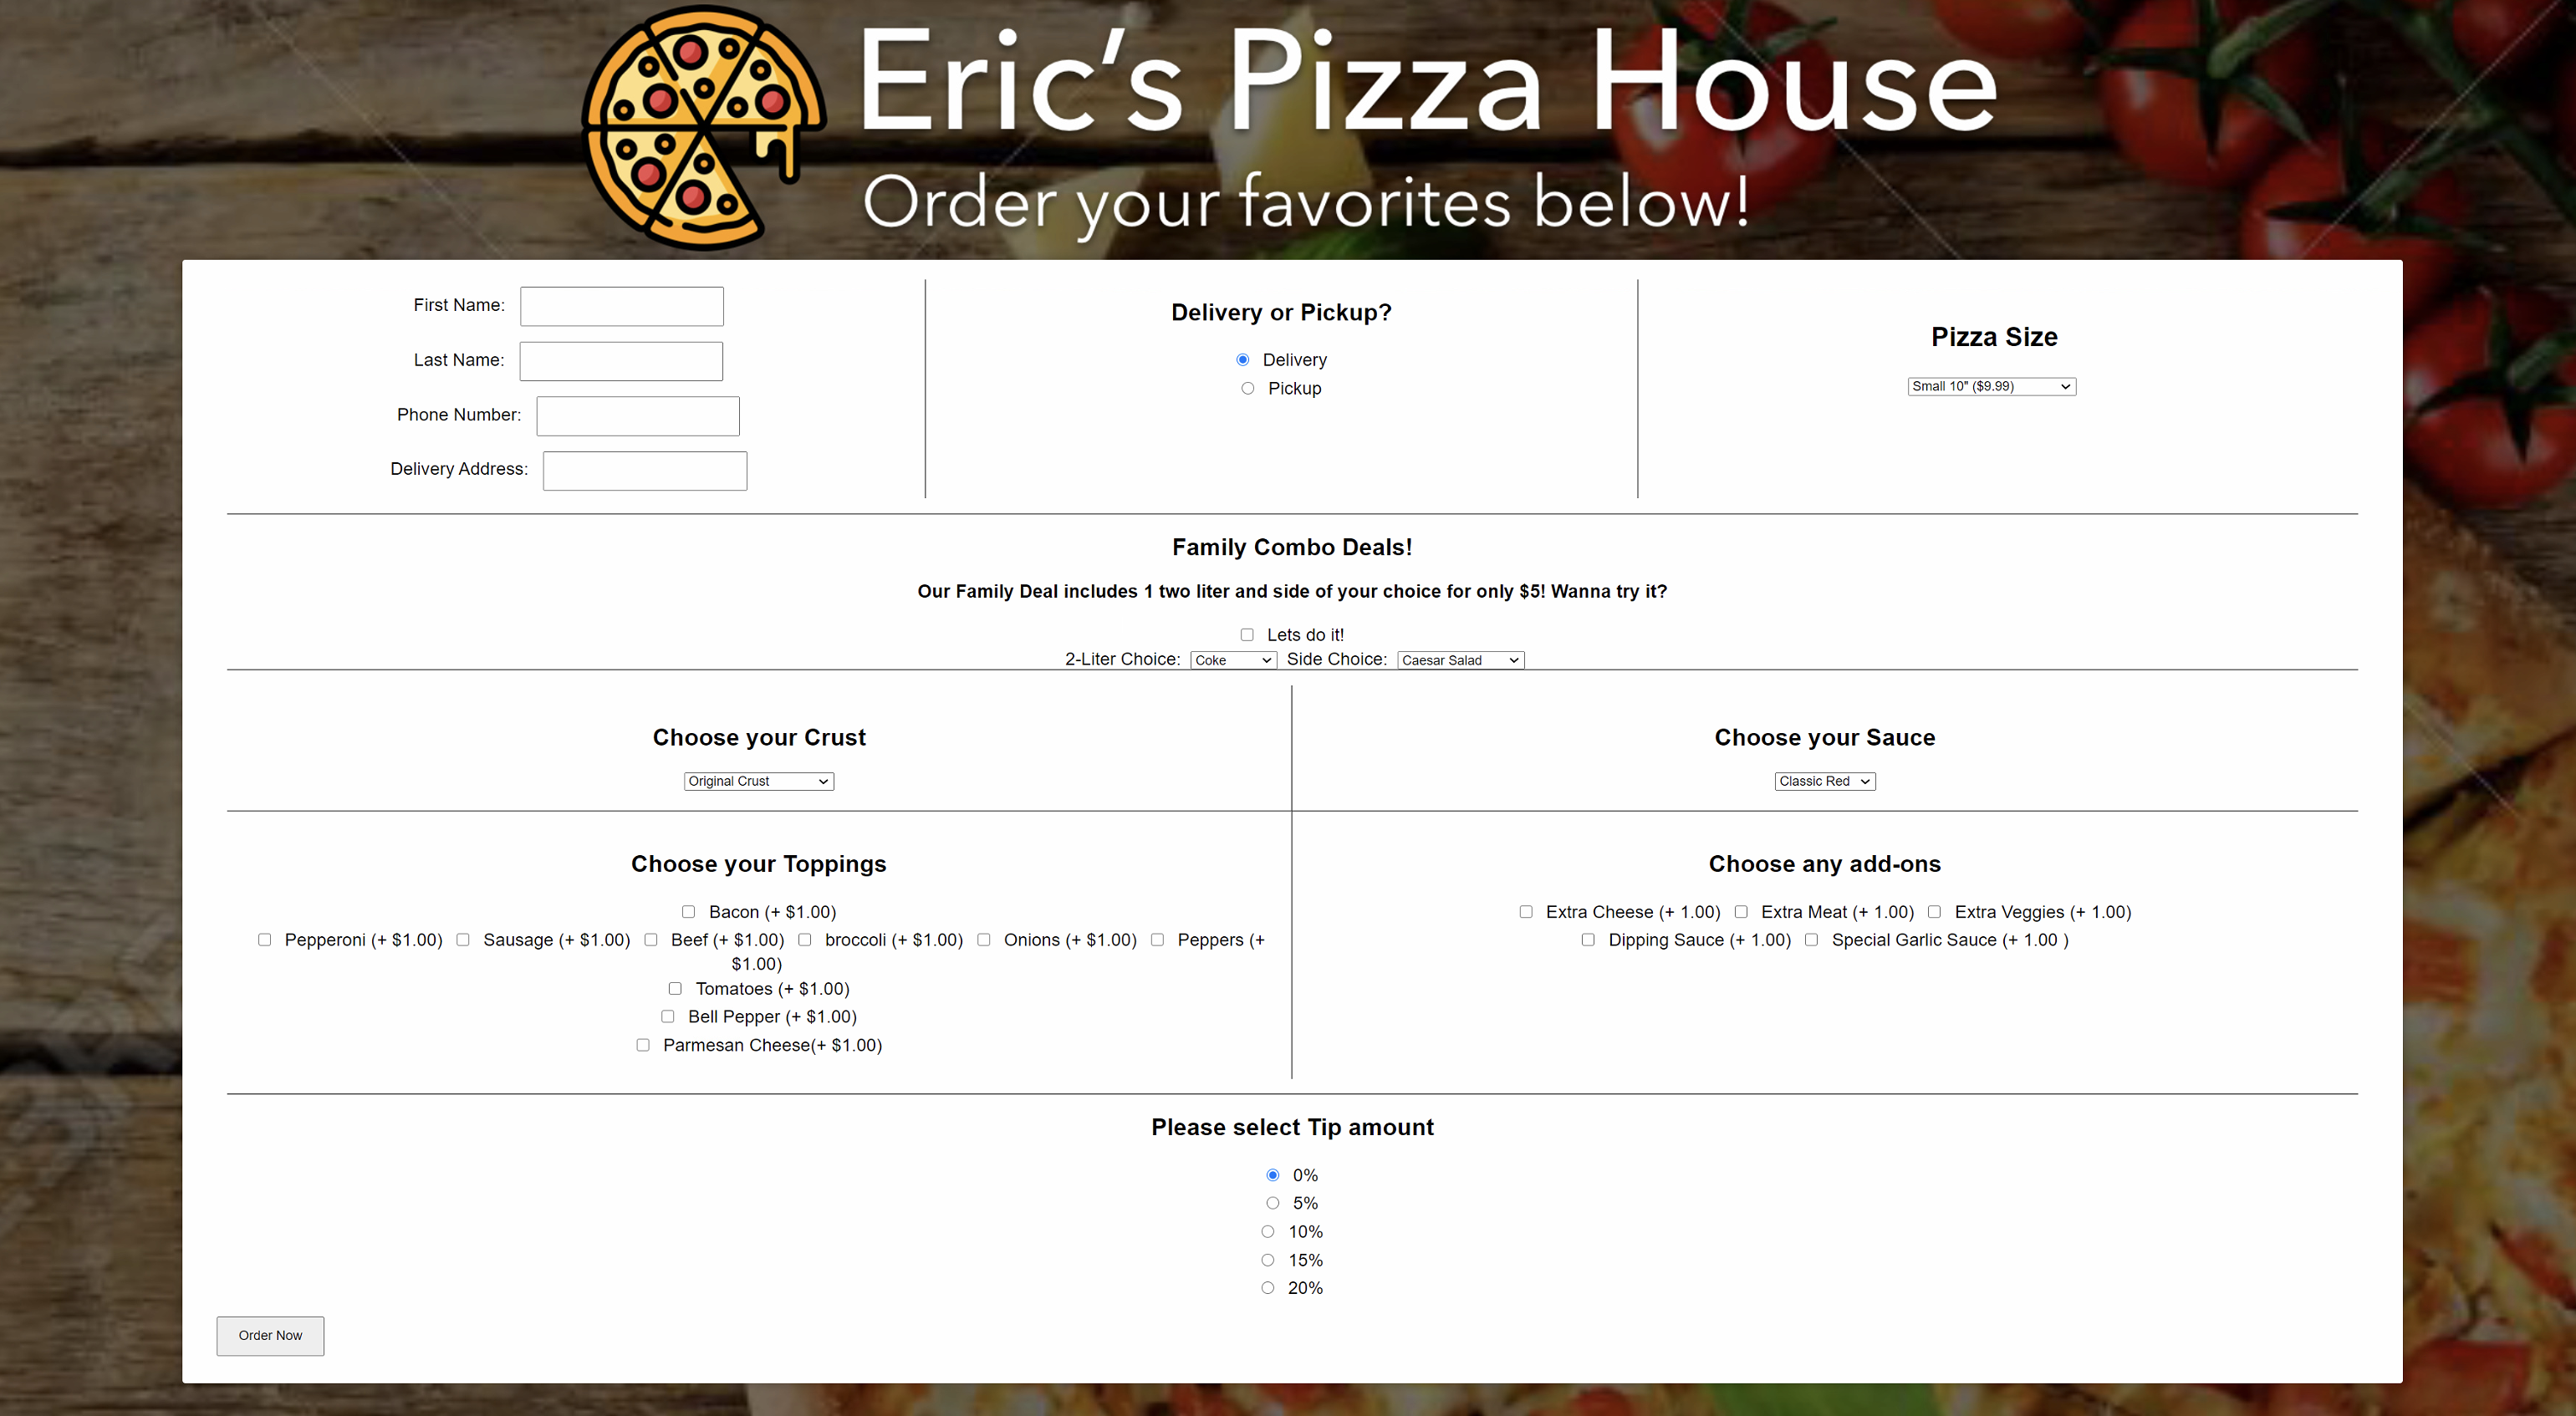 Eric’s Pizza House
Order your favorites below!
First Name:
Last Name:
Phone Number:
Delivery Address:
Delivery or Pickup?
Delivery
Pickup
Pizza Size
Small 10" ($9.99)
Family Combo Deals!
Our Family Deal includes 1 two liter and side of your choice for only $5! Wanna try it?
Lets do it!
2-Liter Choice: Coke Side Choice: Caesar Salad
Choose your Crust
Original Crust
Choose your Sauce
Classic Red
Choose your Toppings
Bacon (+ $1.00)
Pepperoni (+ $1.00) Sausage (+ $1.00) Beef (+ $1.00) broccoli (+ $1.00) Onions (+ $1.00) Peppers (+
$1.00)
Tomatoes (+ $1.00)
Bell Pepper (+ $1.00)
Parmesan Cheese(+ $1.00)
Choose any add-ons
Extra Cheese (+ 1.00) Extra Meat (+ 1.00) Extra Veggies (+ 1.00)
Dipping Sauce (+ 1.00) Special Garlic Sauce (+ 1.00 )
Please select Tip amount
0%
5%
10%
15%
20%
Order Now